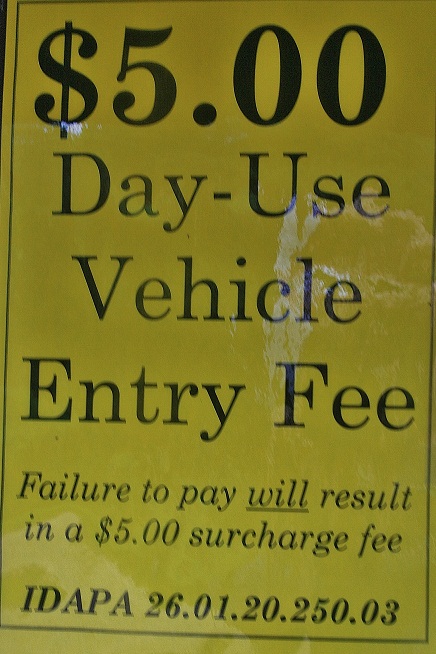 $5.00
Day-Use
Vehicle
Entry Fee
Failure to pay will result
in a $5.00 surcharge fee
IDAPA 26.01.20.250.03